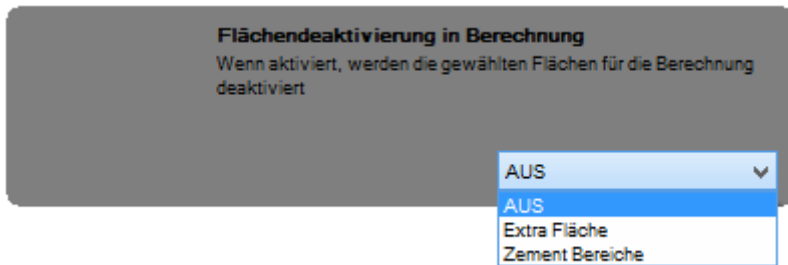 Flächendeaktivierung in Berechnung
Wenn aktiviert, werden die gewählten Flächen für die Berechnung
deaktiviert
AUS
AUS
Extra Fläche
Zement Bereiche